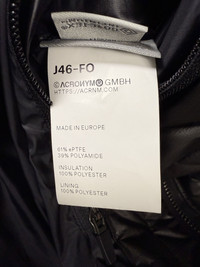 J46-FO
©ACRONYM®GMBH
HTTPS://ACRNM.COM
MADE IN EUROPE
61% ePTFE
39% POLYAMIDE
INSULATION
100% POLYESTER
LINING
100% POLYESTER